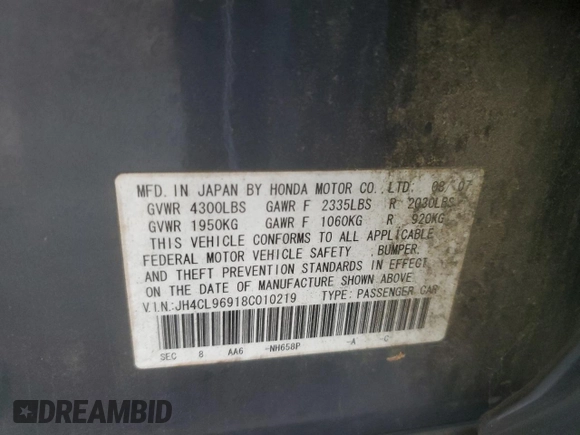 MFD. IN JAPAN BY HONDA MOTOR CO., LTD. 08/07
GVWR 4300LBS GAWR F 2335LBS R 2030LBS
GVWR 1950KG GAWR F 1060KG R 920KG
THIS VEHICLE CONFORMS TO ALL APPLICABLE
FEDERAL MOTOR VEHICLE SAFETY , BUMPER,
AND THEFT PREVENTION STANDARDS IN EFFECT
ON THE DATE OF MANUFACTURE SHOWN ABOVE.
V.I.N:JH4CL96918C010219 TYPE: PASSENGER CAR
SEC 8 AA6 -NH658P -A -C
DREAMBID